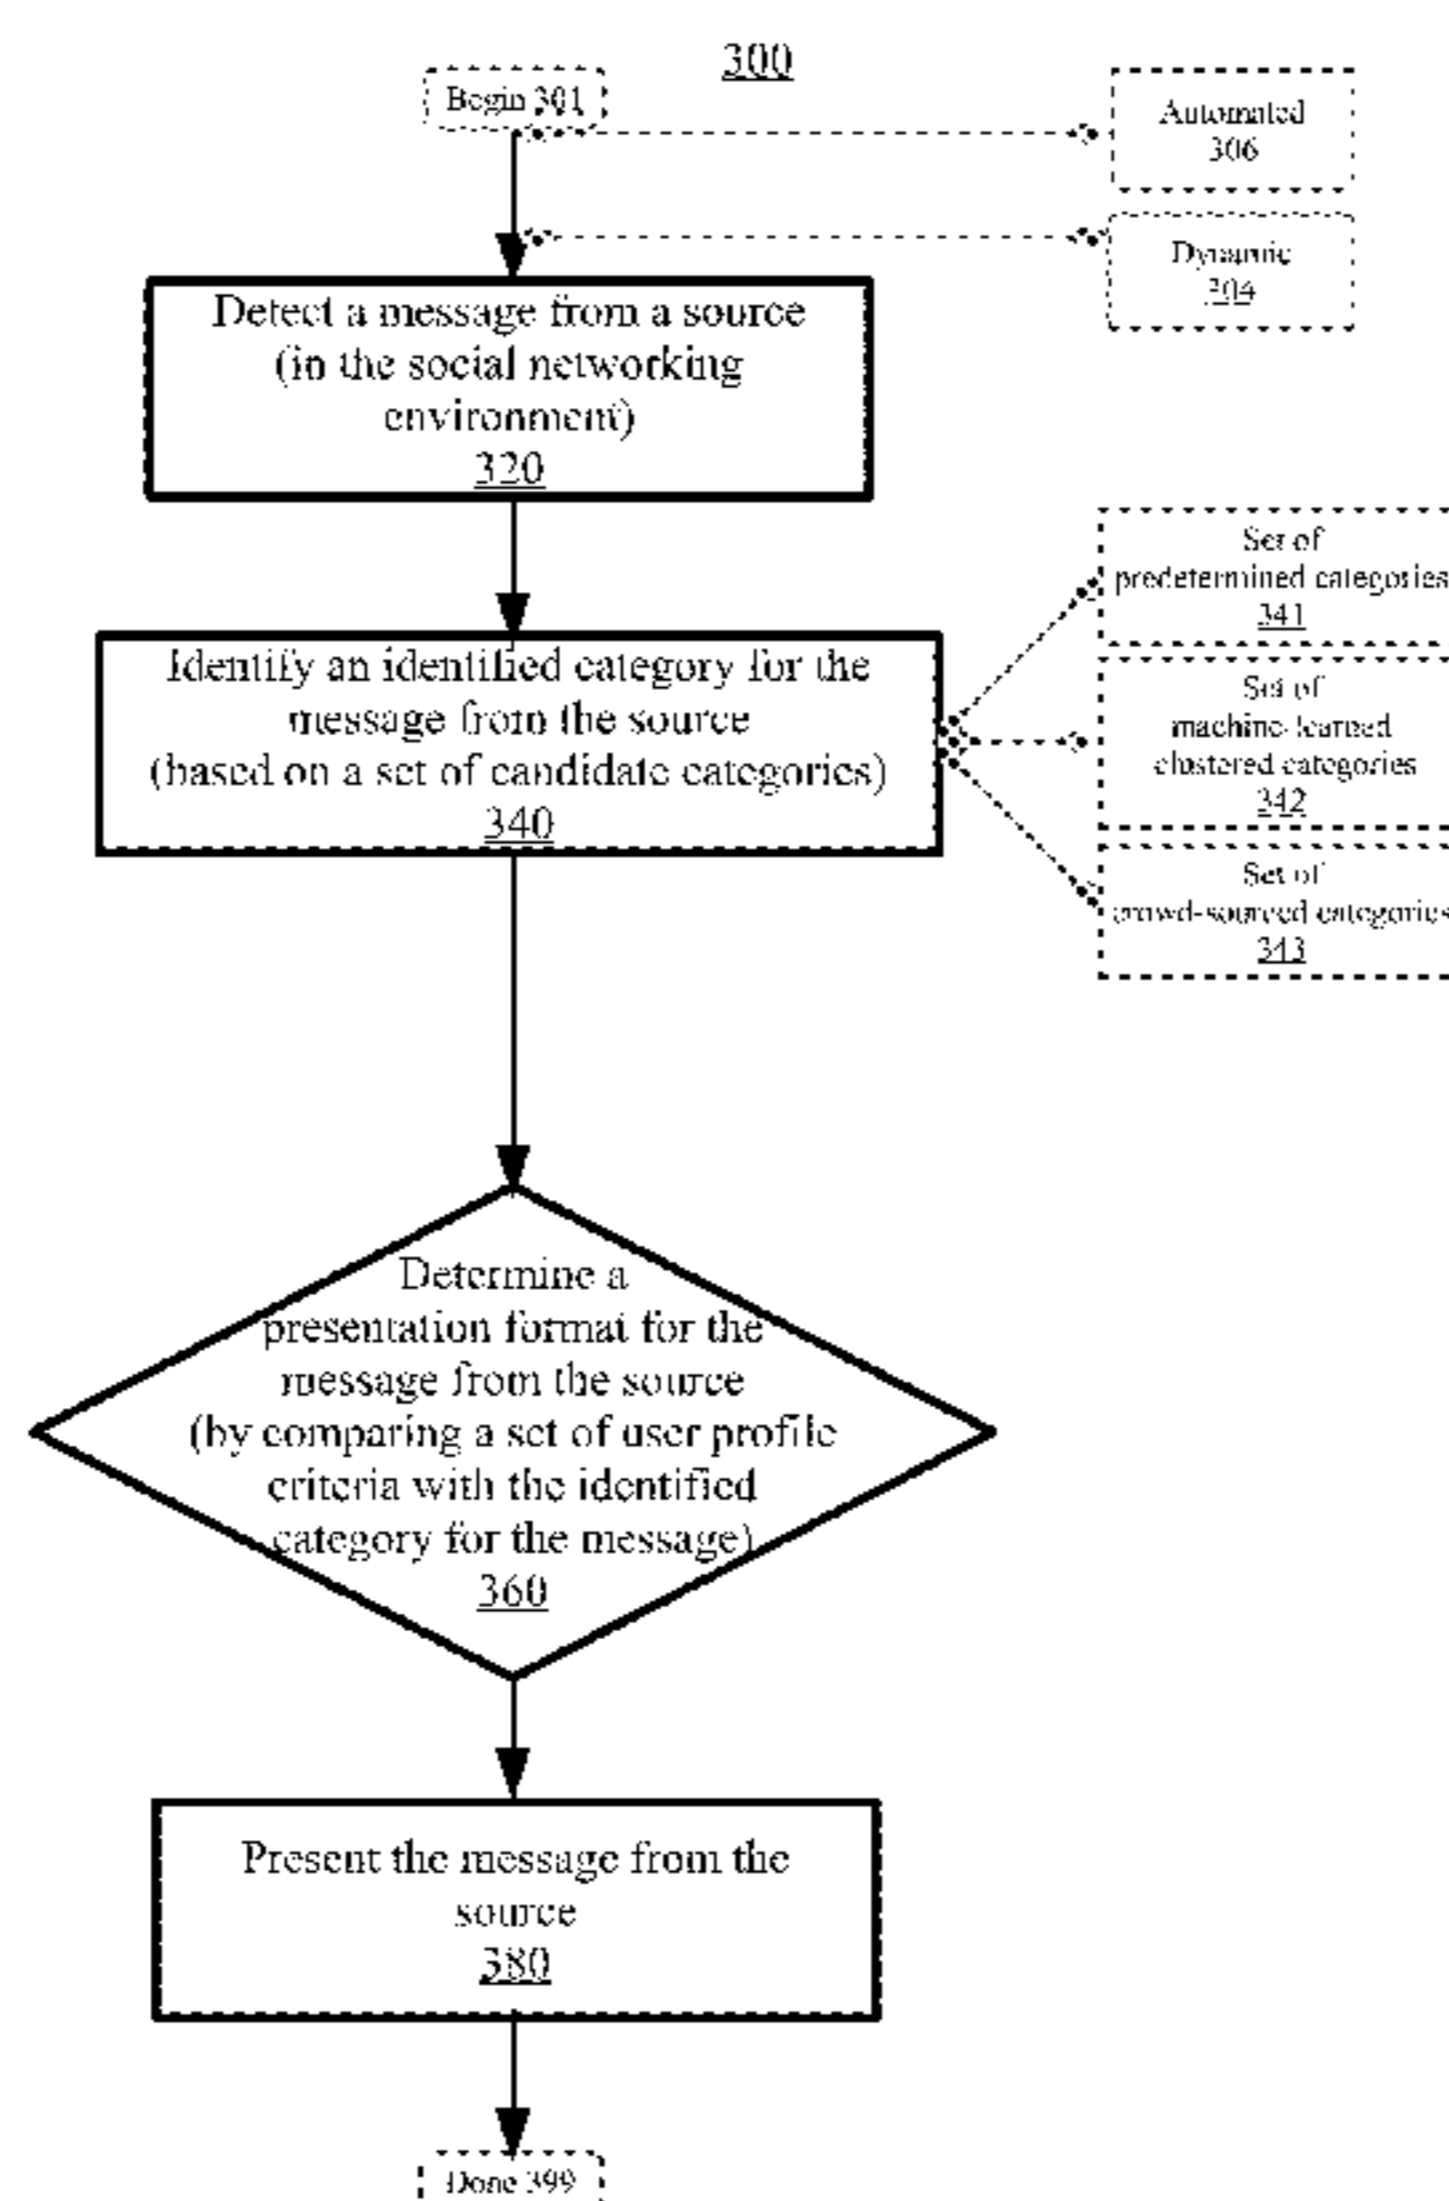 300
Begin 301
Automated
306
Dynamic
304
Detect a message from a source
(in the social networking
environment)
320
Identify an identified category for the
message from the source
(based on a set of candidate categories)
340
Set of
predetermined categories
341
Set of
machine-learned
clustered categories
342
Set of
crowd-sourced categories
343
Determine a
presentation format for the
message from the source
(by comparing a set of user profile
criteria with the identified
category for the message)
360
Present the message from the
source
380
Done 399